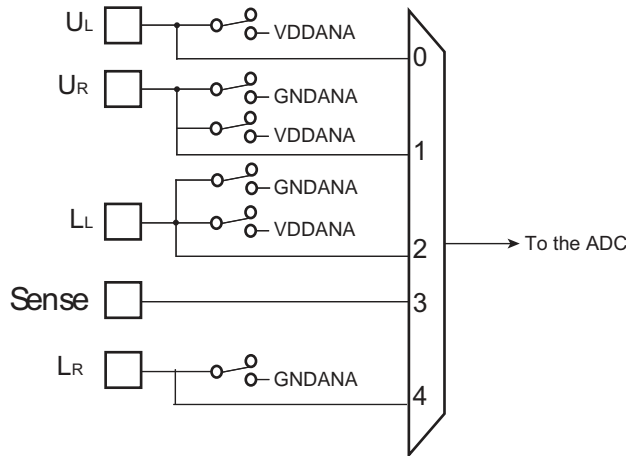 UL
VDDANA
0
UR
GNDANA
VDDANA
1
GNDANA
LL
VDDANA
2
To the ADC
Sense
3
LR
GNDANA
4